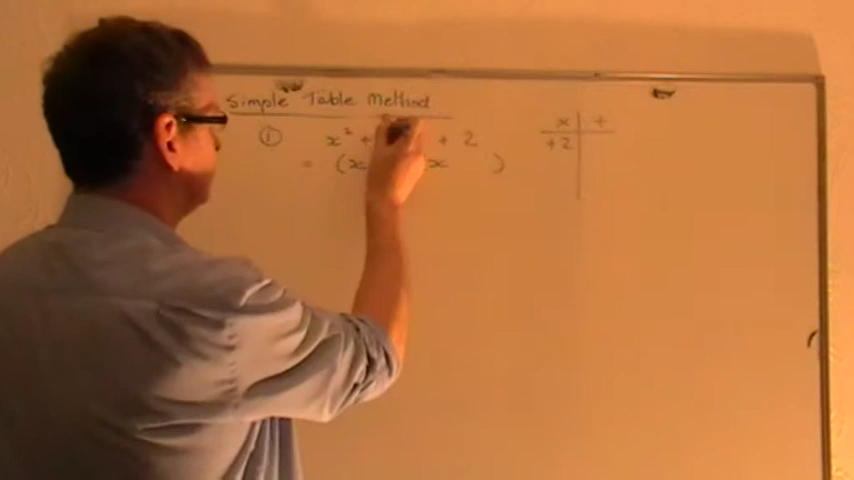 Simple Table Method
① x² + + 2
= (x x )
x +
+2